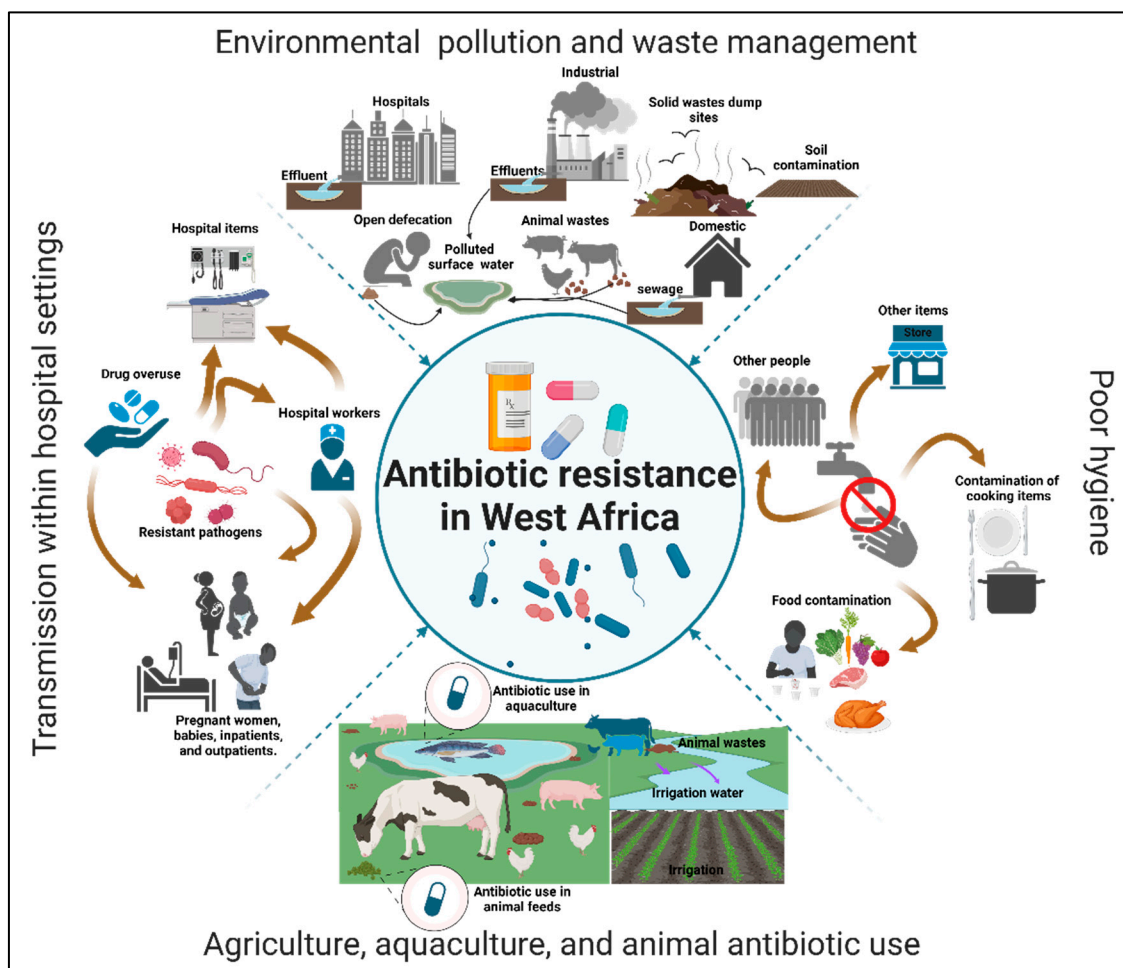 Environmental pollution and waste management
Industrial
Hospitals
Solid wastes dump
sites
Soil
contamination
Effluent
Effluents
Open defecation
Animal wastes
Domestic
Polluted
surface water
sewage
Transmission within hospital settings
Hospital items
Drug overuse
Hospital workers
Resistant pathogens
Pregnant women,
babies, inpatients,
and outpatients.
Rx
Antibiotic resistance
in West Africa
Other items
Store
Other people
Contamination of
cooking items
Food contamination
Poor hygiene
Antibiotic use in
aquaculture
Animal wastes
Irrigation water
Irrigation
Antibiotic use in
animal feeds
Agriculture, aquaculture, and animal antibiotic use